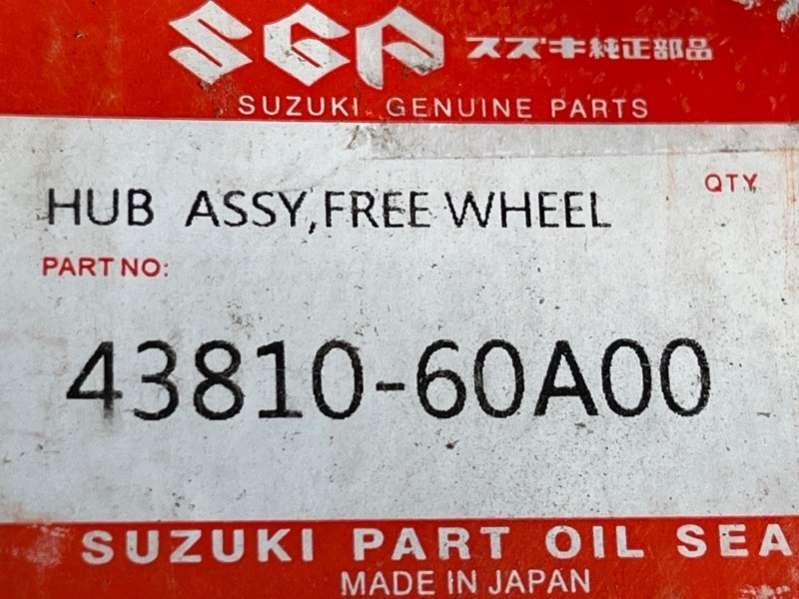 SGP スズキ純正部品
SUZUKI GENUINE PARTS
QTY
HUB ASSY,FREE WHEEL
PART NO:
43810-60A00
SUZUKI PART OIL SEA
MADE IN JAPAN